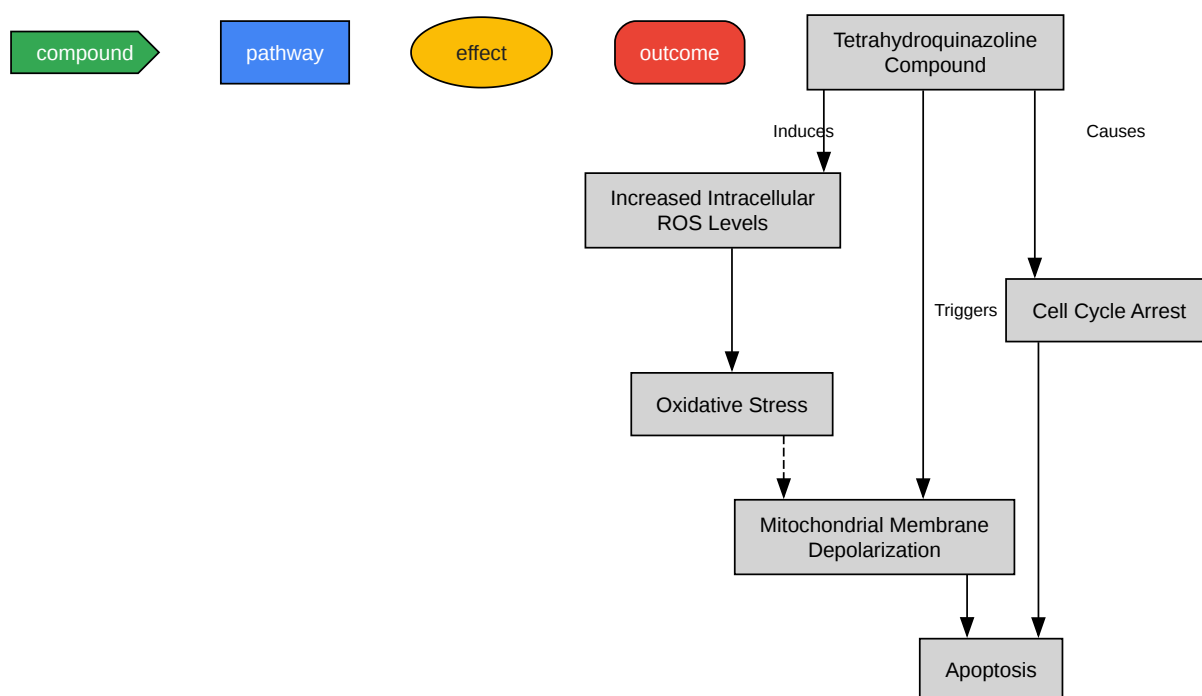 compound
pathway
effect
outcome
Tetrahydroquinazoline
Compound
Induces
Causes
Increased Intracellular
ROS Levels
Triggers
Cell Cycle Arrest
Oxidative Stress
Mitochondrial Membrane
Depolarization
Apoptosis